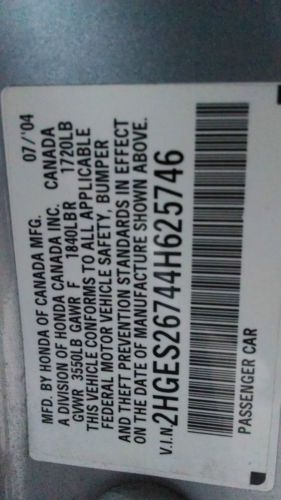 MFD. BY HONDA OF CANADA MFG. 07/'04
A DIVISION OF HONDA CANADA INC. CANADA
GVWR 3550LB GAWR F 1840LBR 1720LB
THIS VEHICLE CONFORMS TO ALL APPLICABLE
FEDERAL MOTOR VEHICLE SAFETY, BUMPER
AND THEFT PREVENTION STANDARDS IN EFFECT
ON THE DATE OF MANUFACTURE SHOWN ABOVE.
V.I.N. 2HGES26744H625746
PASSENGER CAR